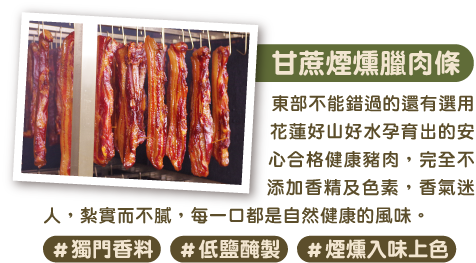 甘蔗煙燻臘肉條
東部不能錯過的還有選用
花蓮好山好水孕育出的安
心合格健康豬肉，完全不
添加香精及色素，香氣迷
人，紮實而不膩，每一口都是自然健康的風味。
#獨門香料 #低鹽醃製 #煙燻入味上色